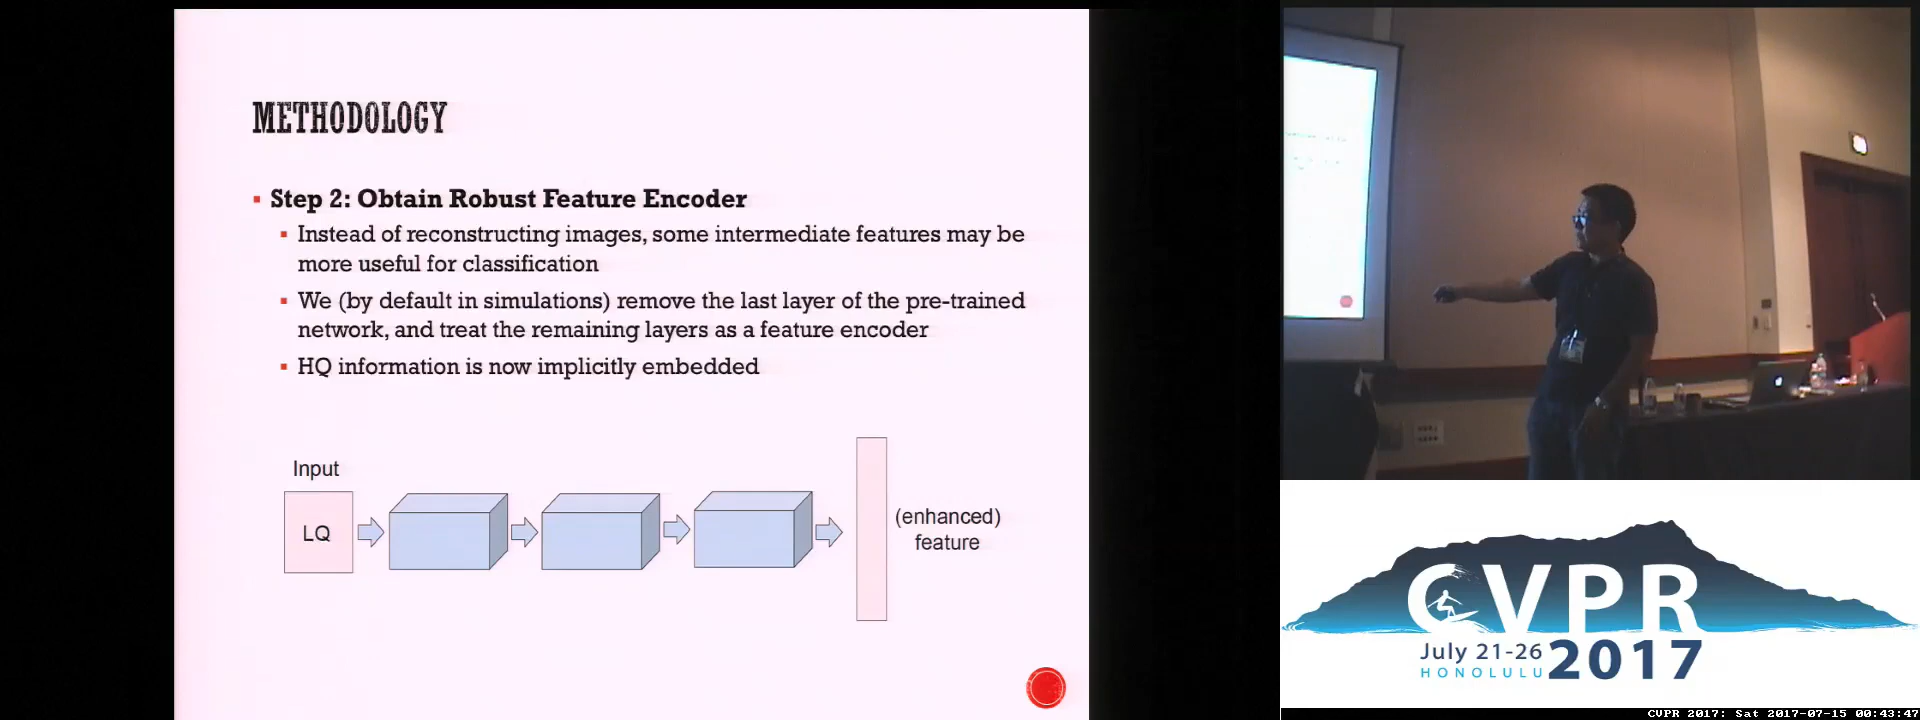 METHODOLOGY
Step 2: Obtain Robust Feature Encoder
Instead of reconstructing images, some intermediate features may be
more useful for classification
We (by default in simulations) remove the last layer of the pre-trained
network, and treat the remaining layers as a feature encoder
HQ information is now implicitly embedded
Input
LQ
(enhanced)
feature
CVPR
July 21-26
HONOLULU
2017
CVPR 2017: Sat 2017-07-15 00:43:47